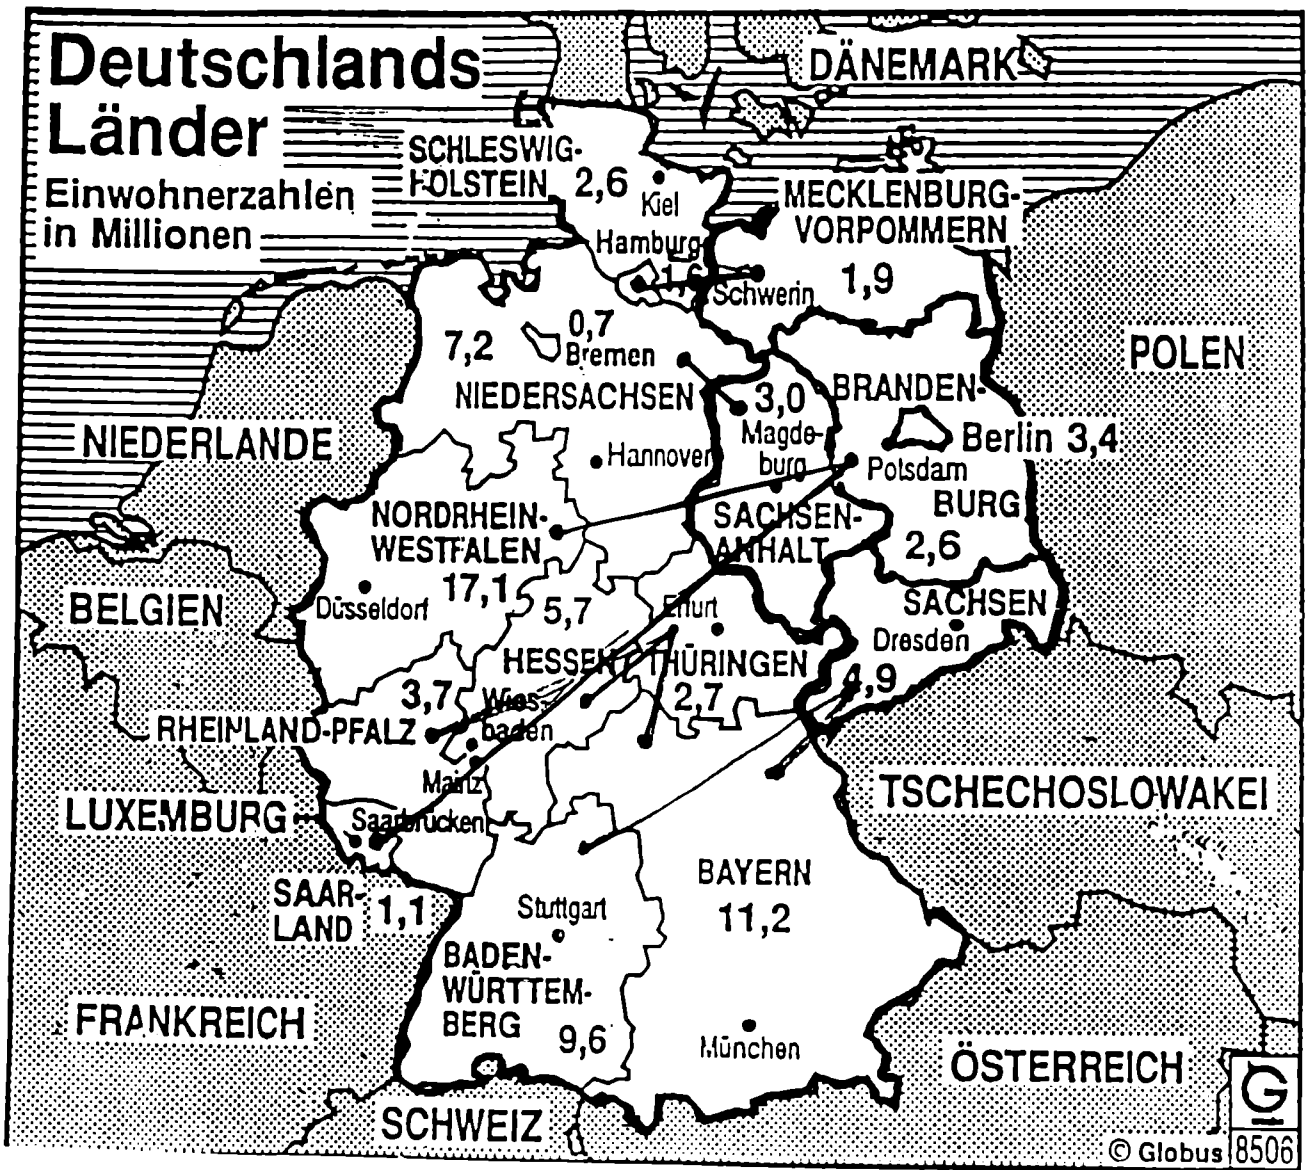 Deutschlands
Länder
Einwohnerzahlen
in Millionen
DÄNEMARK
SCHLESWIG-
HOLSTEIN 2,6
Kiel
MECKLENBURG-
VORPOMMERN
1,9
Hamburg
1,6
Schwerin
7,2
0,7
Bremen
NIEDERSACHSEN
POLEN
BRANDEN-
3,0
Magde-
burg
Berlin 3,4
NIEDERLANDE
Hannover
Potsdam
BURG
2,6
NORDRHEIN-
WESTFALEN
17,1
SACHSEN-
ANHALT
BELGIEN
Düsseldorf
5,7
HESSEN
Erfurt
THÜRINGEN
2,7
SACHSEN
Dresden
4,9
3,7
RHEINLAND-PFALZ
Wies-
baden
Mainz
LUXEMBURG
Saarbrücken
TSCHECHOSLOWAKEI
SAAR-
LAND
1,1
BAYERN
11,2
Stuttgart
BADEN-
WÜRTTEM-
BERG
9,6
FRANKREICH
München
ÖSTERREICH
SCHWEIZ
G
© Globus 8506